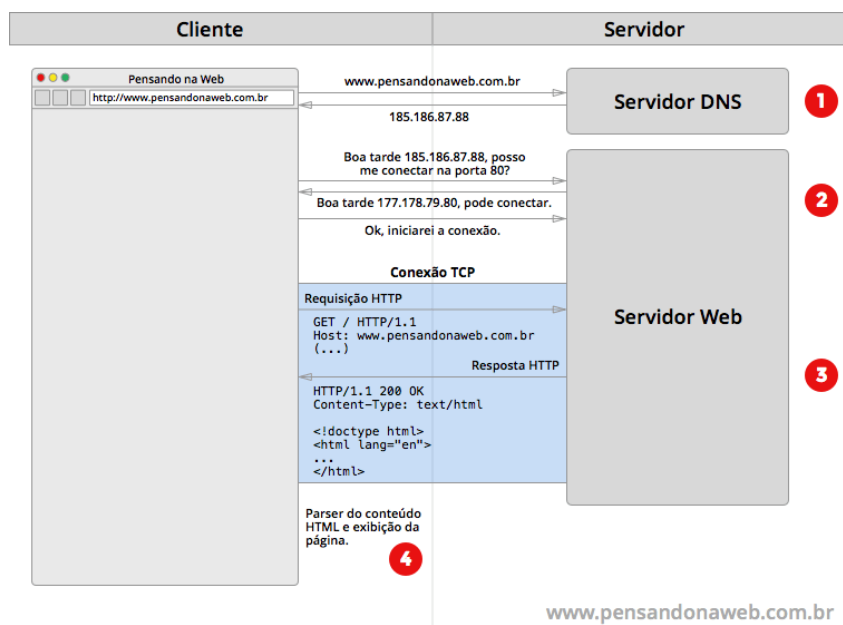 Cliente
Servidor
Pensando na Web
http://www.pensandonaweb.com.br
www.pensandonaweb.com.br
185.186.87.88
Servidor DNS
1
Boa tarde 185.186.87.88, posso
me conectar na porta 80?
Boa tarde 177.178.79.80, pode conectar.
Ok, iniciarei a conexão.
2
Conexão TCP
Requisição HTTP
GET / HTTP/1.1
Host: www.pensandonaweb.com.br
(...)
Resposta HTTP
HTTP/1.1 200 OK
Content-Type: text/html
<!doctype html>
<html lang="en">
...
</html>
Servidor Web
3
Parser do conteúdo
HTML e exibição da
página.
4
www.pensandonaweb.com.br